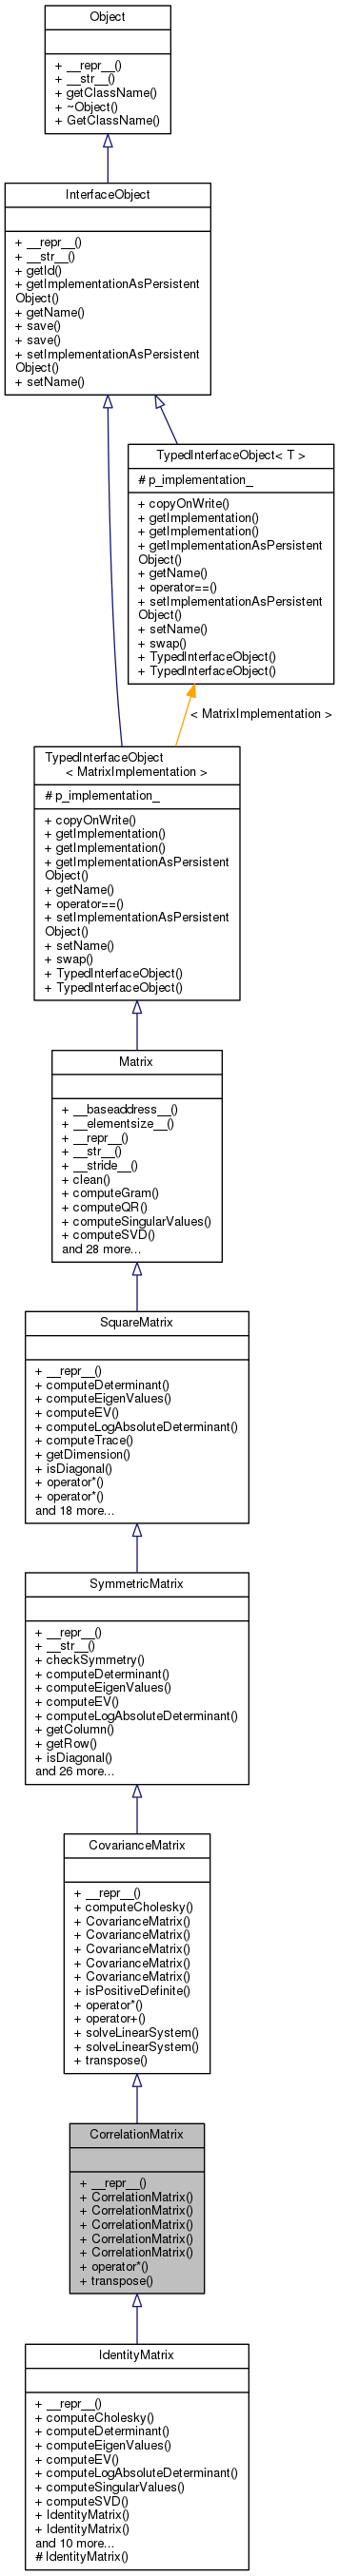 Object
+ __repr__()
+ __str__()
+ getClassName()
+ ~Object()
+ GetClassName()
InterfaceObject
+ __repr__()
+ __str__()
+ getId()
+ getImplementationAsPersistent
Object()
+ getName()
+ save()
+ save()
+ setImplementationAsPersistent
Object()
+ setName()
TypedInterfaceObject< T >
# p_implementation_
+ copyOnWrite()
+ getImplementation()
+ getImplementation()
+ getImplementationAsPersistent
Object()
+ getName()
+ operator==()
+ setImplementationAsPersistent
Object()
+ setName()
+ swap()
+ TypedInterfaceObject()
+ TypedInterfaceObject()
< MatrixImplementation >
TypedInterfaceObject
< MatrixImplementation >
# p_implementation_
+ copyOnWrite()
+ getImplementation()
+ getImplementation()
+ getImplementationAsPersistent
Object()
+ getName()
+ operator==()
+ setImplementationAsPersistent
Object()
+ setName()
+ swap()
+ TypedInterfaceObject()
+ TypedInterfaceObject()
Matrix
+ __baseaddress__()
+ __elementsize__()
+ __repr__()
+ __str__()
+ __stride__()
+ clean()
+ computeGram()
+ computeQR()
+ computeSingularValues()
+ computeSVD()
and 28 more...
SquareMatrix
+ __repr__()
+ computeDeterminant()
+ computeEigenValues()
+ computeEV()
+ computeLogAbsoluteDeterminant()
+ computeTrace()
+ getDimension()
+ isDiagonal()
+ operator*()
+ operator*()
and 18 more...
SymmetricMatrix
+ __repr__()
+ __str__()
+ checkSymmetry()
+ computeDeterminant()
+ computeEigenValues()
+ computeEV()
+ computeLogAbsoluteDeterminant()
+ getColumn()
+ getRow()
+ isDiagonal()
and 26 more...
CovarianceMatrix
+ __repr__()
+ computeCholesky()
+ CovarianceMatrix()
+ CovarianceMatrix()
+ CovarianceMatrix()
+ CovarianceMatrix()
+ CovarianceMatrix()
+ isPositiveDefinite()
+ operator*()
+ operator+()
+ solveLinearSystem()
+ solveLinearSystem()
+ transpose()
CorrelationMatrix
+ __repr__()
+ CorrelationMatrix()
+ CorrelationMatrix()
+ CorrelationMatrix()
+ CorrelationMatrix()
+ CorrelationMatrix()
+ operator*()
+ transpose()
IdentityMatrix
+ __repr__()
+ computeCholesky()
+ computeDeterminant()
+ computeEigenValues()
+ computeEV()
+ computeLogAbsoluteDeterminant()
+ computeSingularValues()
+ computeSVD()
+ IdentityMatrix()
+ IdentityMatrix()
and 10 more...
# IdentityMatrix()